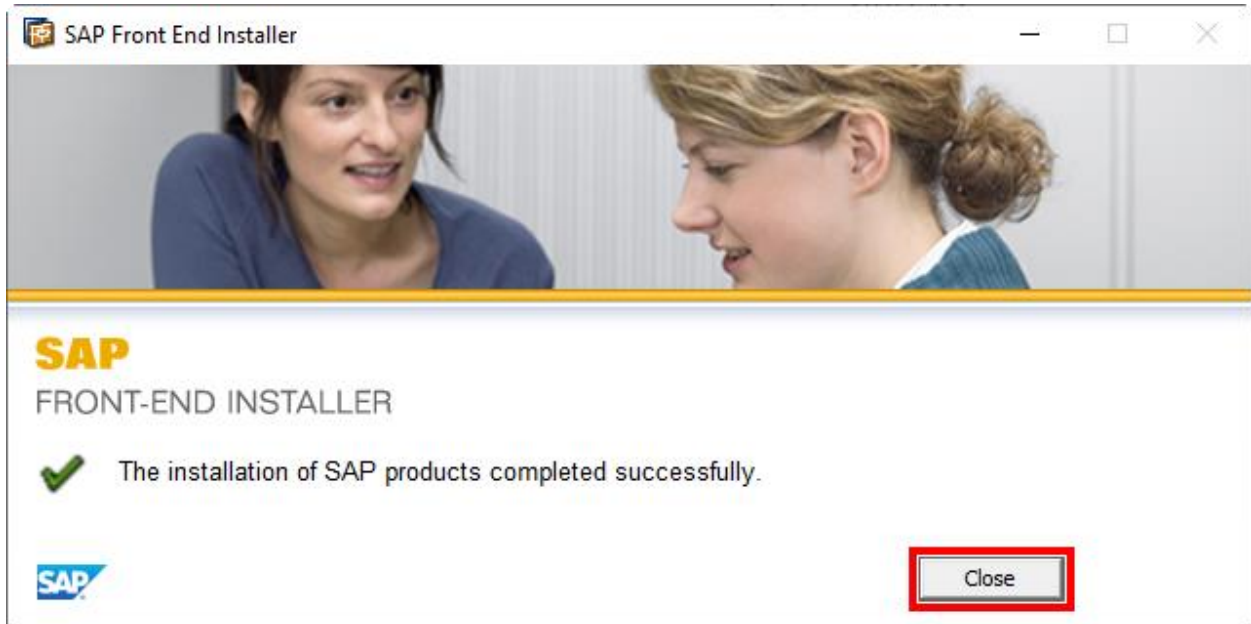 SAP Front End Installer
SAP
FRONT-END INSTALLER
The installation of SAP products completed successfully.
SAP
Close